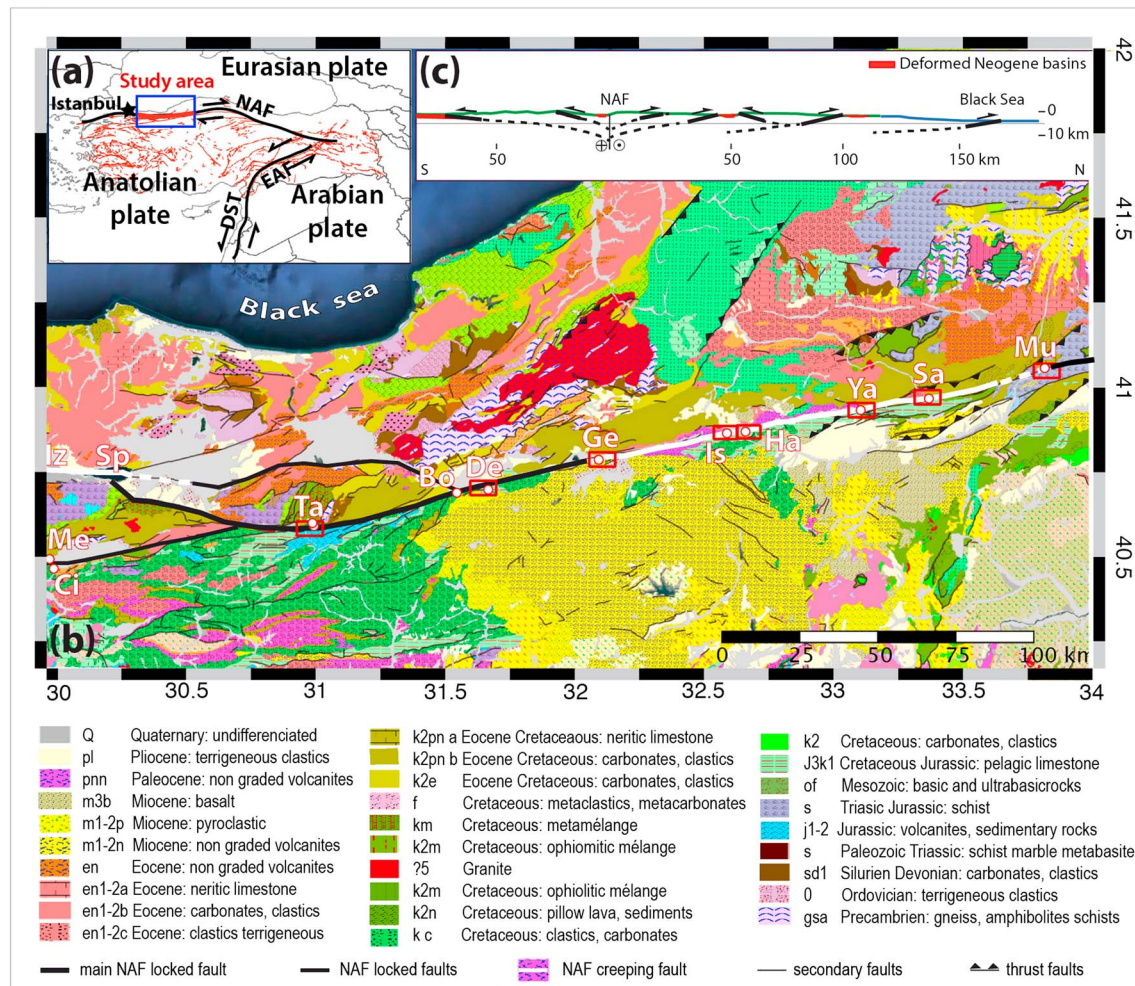 (a)
Eurasian plate
Study area
Istanbul
NAF
Anatolian
plate
EAF
DST
Arabian
plate
(c)
Deformed Neogene basins
NAF
Black Sea
0
10 km
50
50
100
150 km
S
N
42
41.5
41
40.5
Black sea
Mu
Sa
Ya
Ha
Is
Ge
De
Bo
Ta
Sp
Iz
Me
Ci
(b)
0 25 50 75 100 km
30 30.5 31 31.5 32 32.5 33 33.5 34
Q Quaternary: undifferenciated
pl Pliocene: terrigeneous clastics
pnn Paleocene: non graded volcanites
m3b Miocene: basalt
m1-2p Miocene: pyroclastic
m1-2n Miocene: non graded volcanites
en Eocene: non graded volcanites
en1-2a Eocene: neritic limestone
en1-2b Eocene: carbonates, clastics
en1-2c Eocene: clastics terrigeneous
k2pn a Eocene Cretaceaous: neritic limestone
k2pn b Eocene Cretaceous: carbonates, clastics
k2e Eocene Cretaceous: carbonates, clastics
f Cretaceous: metaclastics, metacarbonates
km Cretaceous: metamélange
k2m Cretaceous: ophiomitic mélange
?5 Granite
k2m Cretaceous: ophiolitic mélange
k2n Cretaceous: pillow lava, sediments
k c Cretaceous: clastics, carbonates
k2 Cretaceous: carbonates, clastics
J3k1 Cretaceous Jurassic: pelagic limestone
of Mesozoic: basic and ultrabasicrocks
s Triasic Jurassic: schist
j1-2 Jurassic: volcanites, sedimentary rocks
s Paleozoic Triassic: schist marble metabasite
sd1 Silurien Devonian: carbonates, clastics
0 Ordovician: terrigeneous clastics
gsa Precambrien: gneiss, amphibolites schists
main NAF locked fault
NAF locked faults
NAF creeping fault
secondary faults
thrust faults